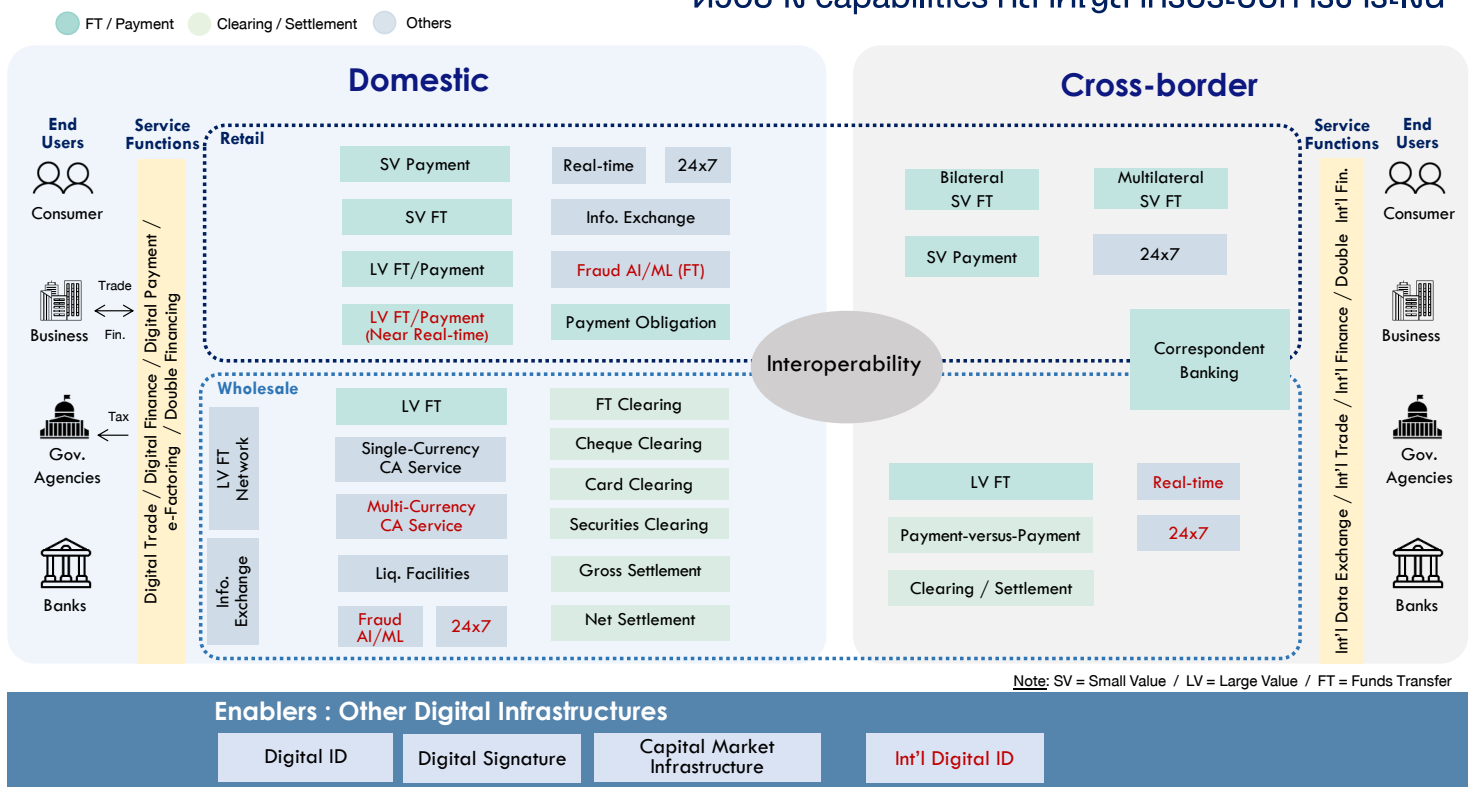 capabilities
FT / Payment
Clearing / Settlement
Others
Domestic
Cross-border
End
Users
Service
Functions
Consumer
Business
Trade
Fin.
Gov.
Agencies
Tax
Banks
Digital Trade / Digital Finance / Digital Payment /
e-Factoring / Double Financing
Retail
SV Payment
Real-time
24x7
SV FT
Info. Exchange
LV FT/Payment
Fraud AI/ML (FT)
LV FT/Payment
(Near Real-time)
Payment Obligation
Bilateral
SV FT
Multilateral
SV FT
SV Payment
24x7
Interoperability
Correspondent
Banking
Wholesale
LV FT
Network
Info.
Exchange
LV FT
FT Clearing
Single-Currency
CA Service
Cheque Clearing
Card Clearing
Multi-Currency
CA Service
Securities Clearing
Liq. Facilities
Gross Settlement
Fraud
AI/ML
24x7
Net Settlement
LV FT
Real-time
Payment-versus-Payment
24x7
Clearing / Settlement
Service
Functions
End
Users
Int'l Data Exchange / Int'l Trade / Int'l Finance / Double Int'l Fin.
Consumer
Business
Gov.
Agencies
Banks
Note: SV = Small Value / LV = Large Value / FT = Funds Transfer
Enablers : Other Digital Infrastructures
Digital ID
Digital Signature
Capital Market
Infrastructure
Int'l Digital ID